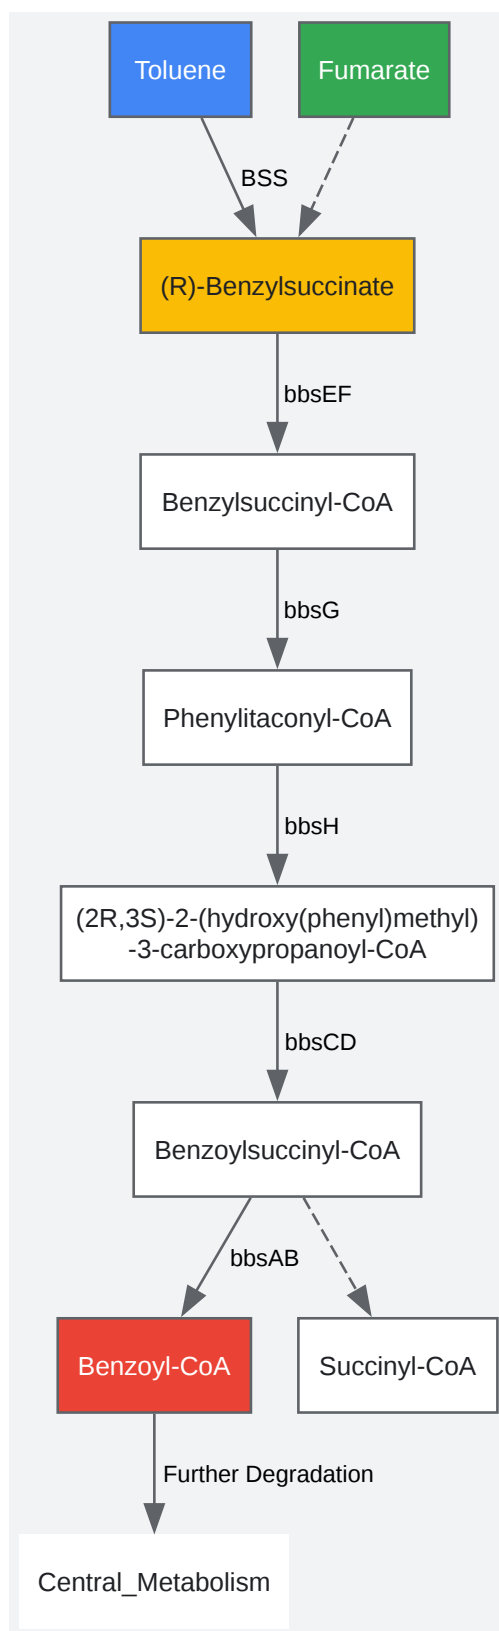 Toluene
Fumarate
BSS
(R)-Benzylsuccinate
bbsEF
Benzylsuccinyl-CoA
bbsG
Phenylitaconyl-CoA
bbsH
(2R,3S)-2-(hydroxy(phenyl)methyl)
-3-carboxypropanoyl-CoA
bbsCD
Benzoylsuccinyl-CoA
bbsAB
Benzoyl-CoA
Succinyl-CoA
Further Degradation
Central_Metabolism